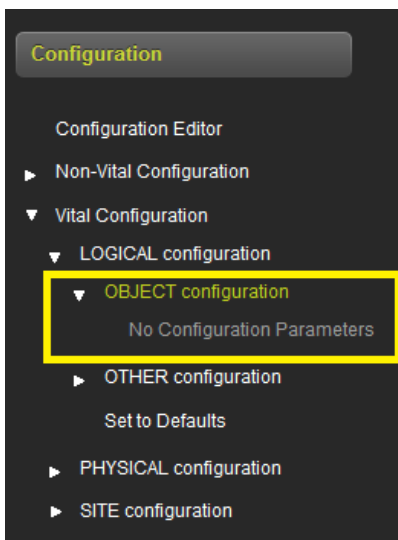 Configuration
Configuration Editor
Non-Vital Configuration
Vital Configuration
LOGICAL configuration
OBJECT configuration
No Configuration Parameters
OTHER configuration
Set to Defaults
PHYSICAL configuration
SITE configuration